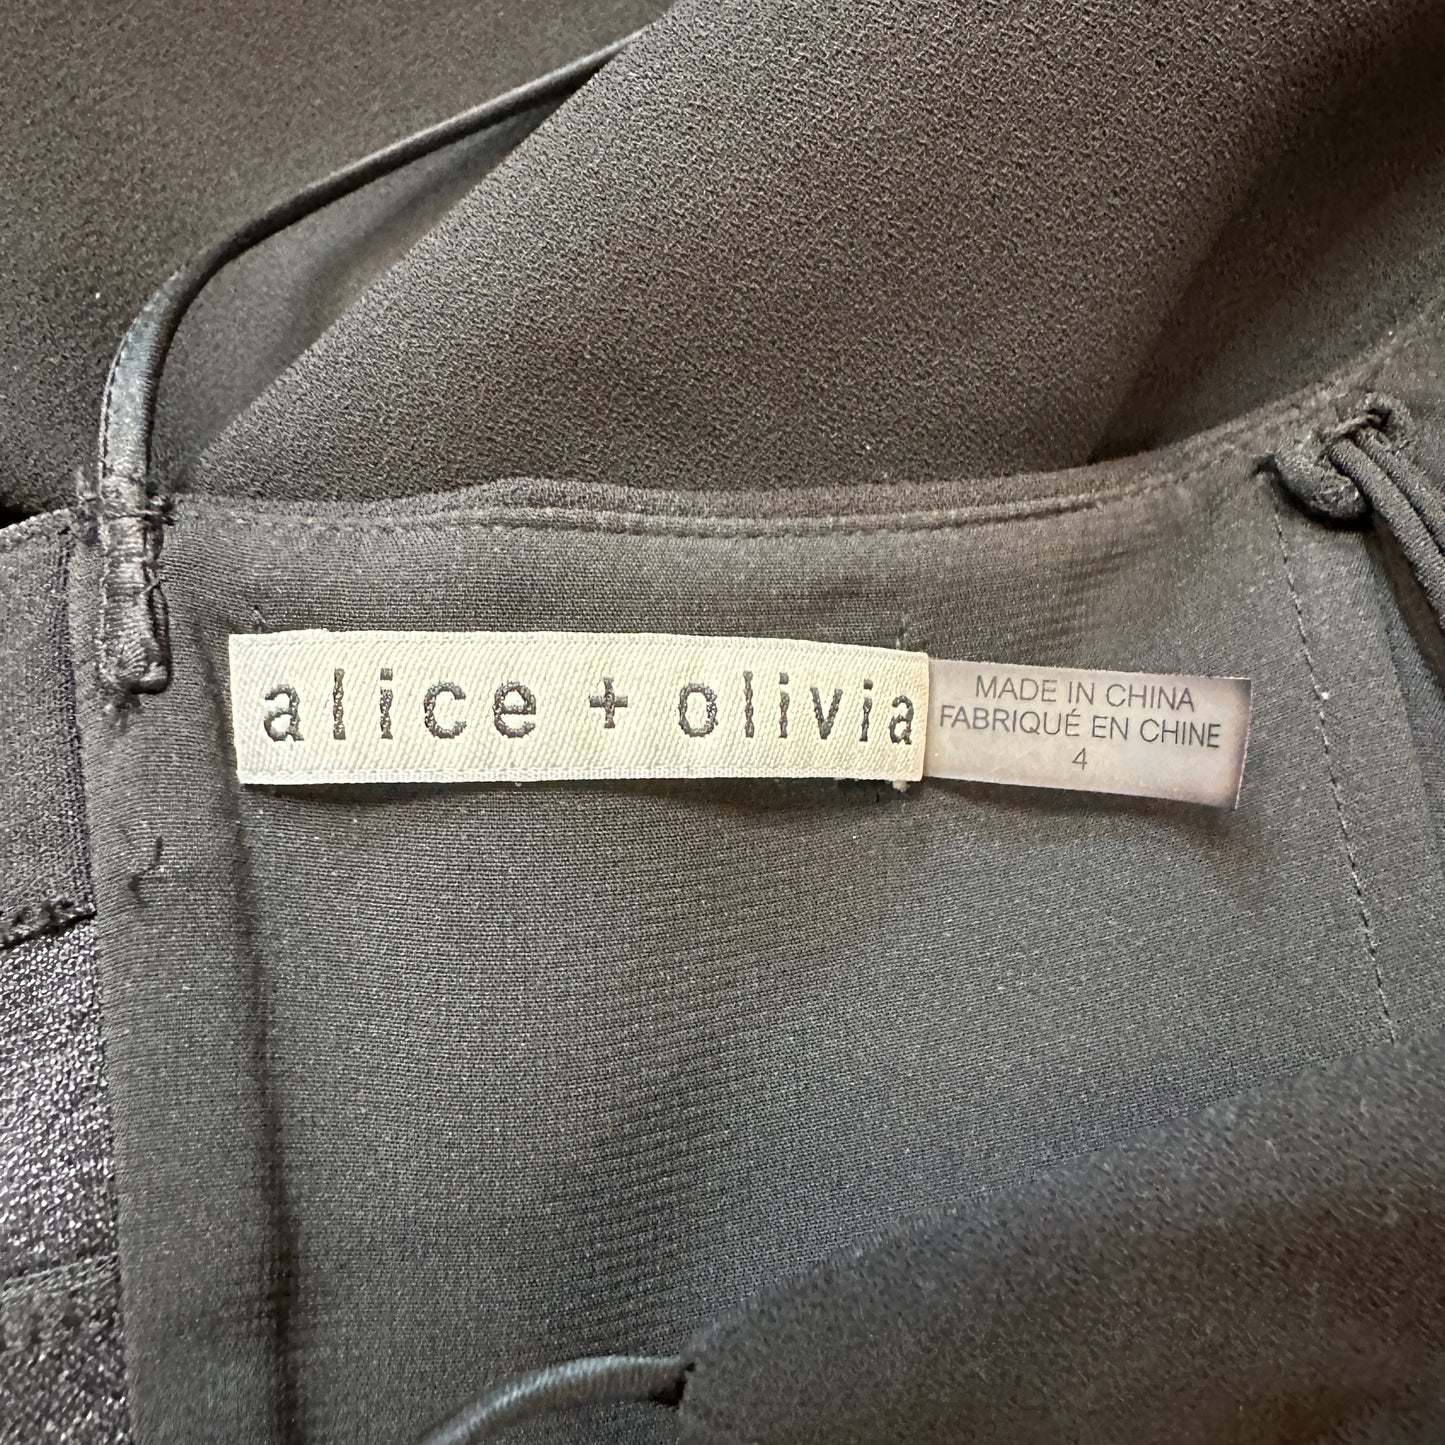 alice + olivia
MADE IN CHINA
FABRIQUÉ EN CHINE
4